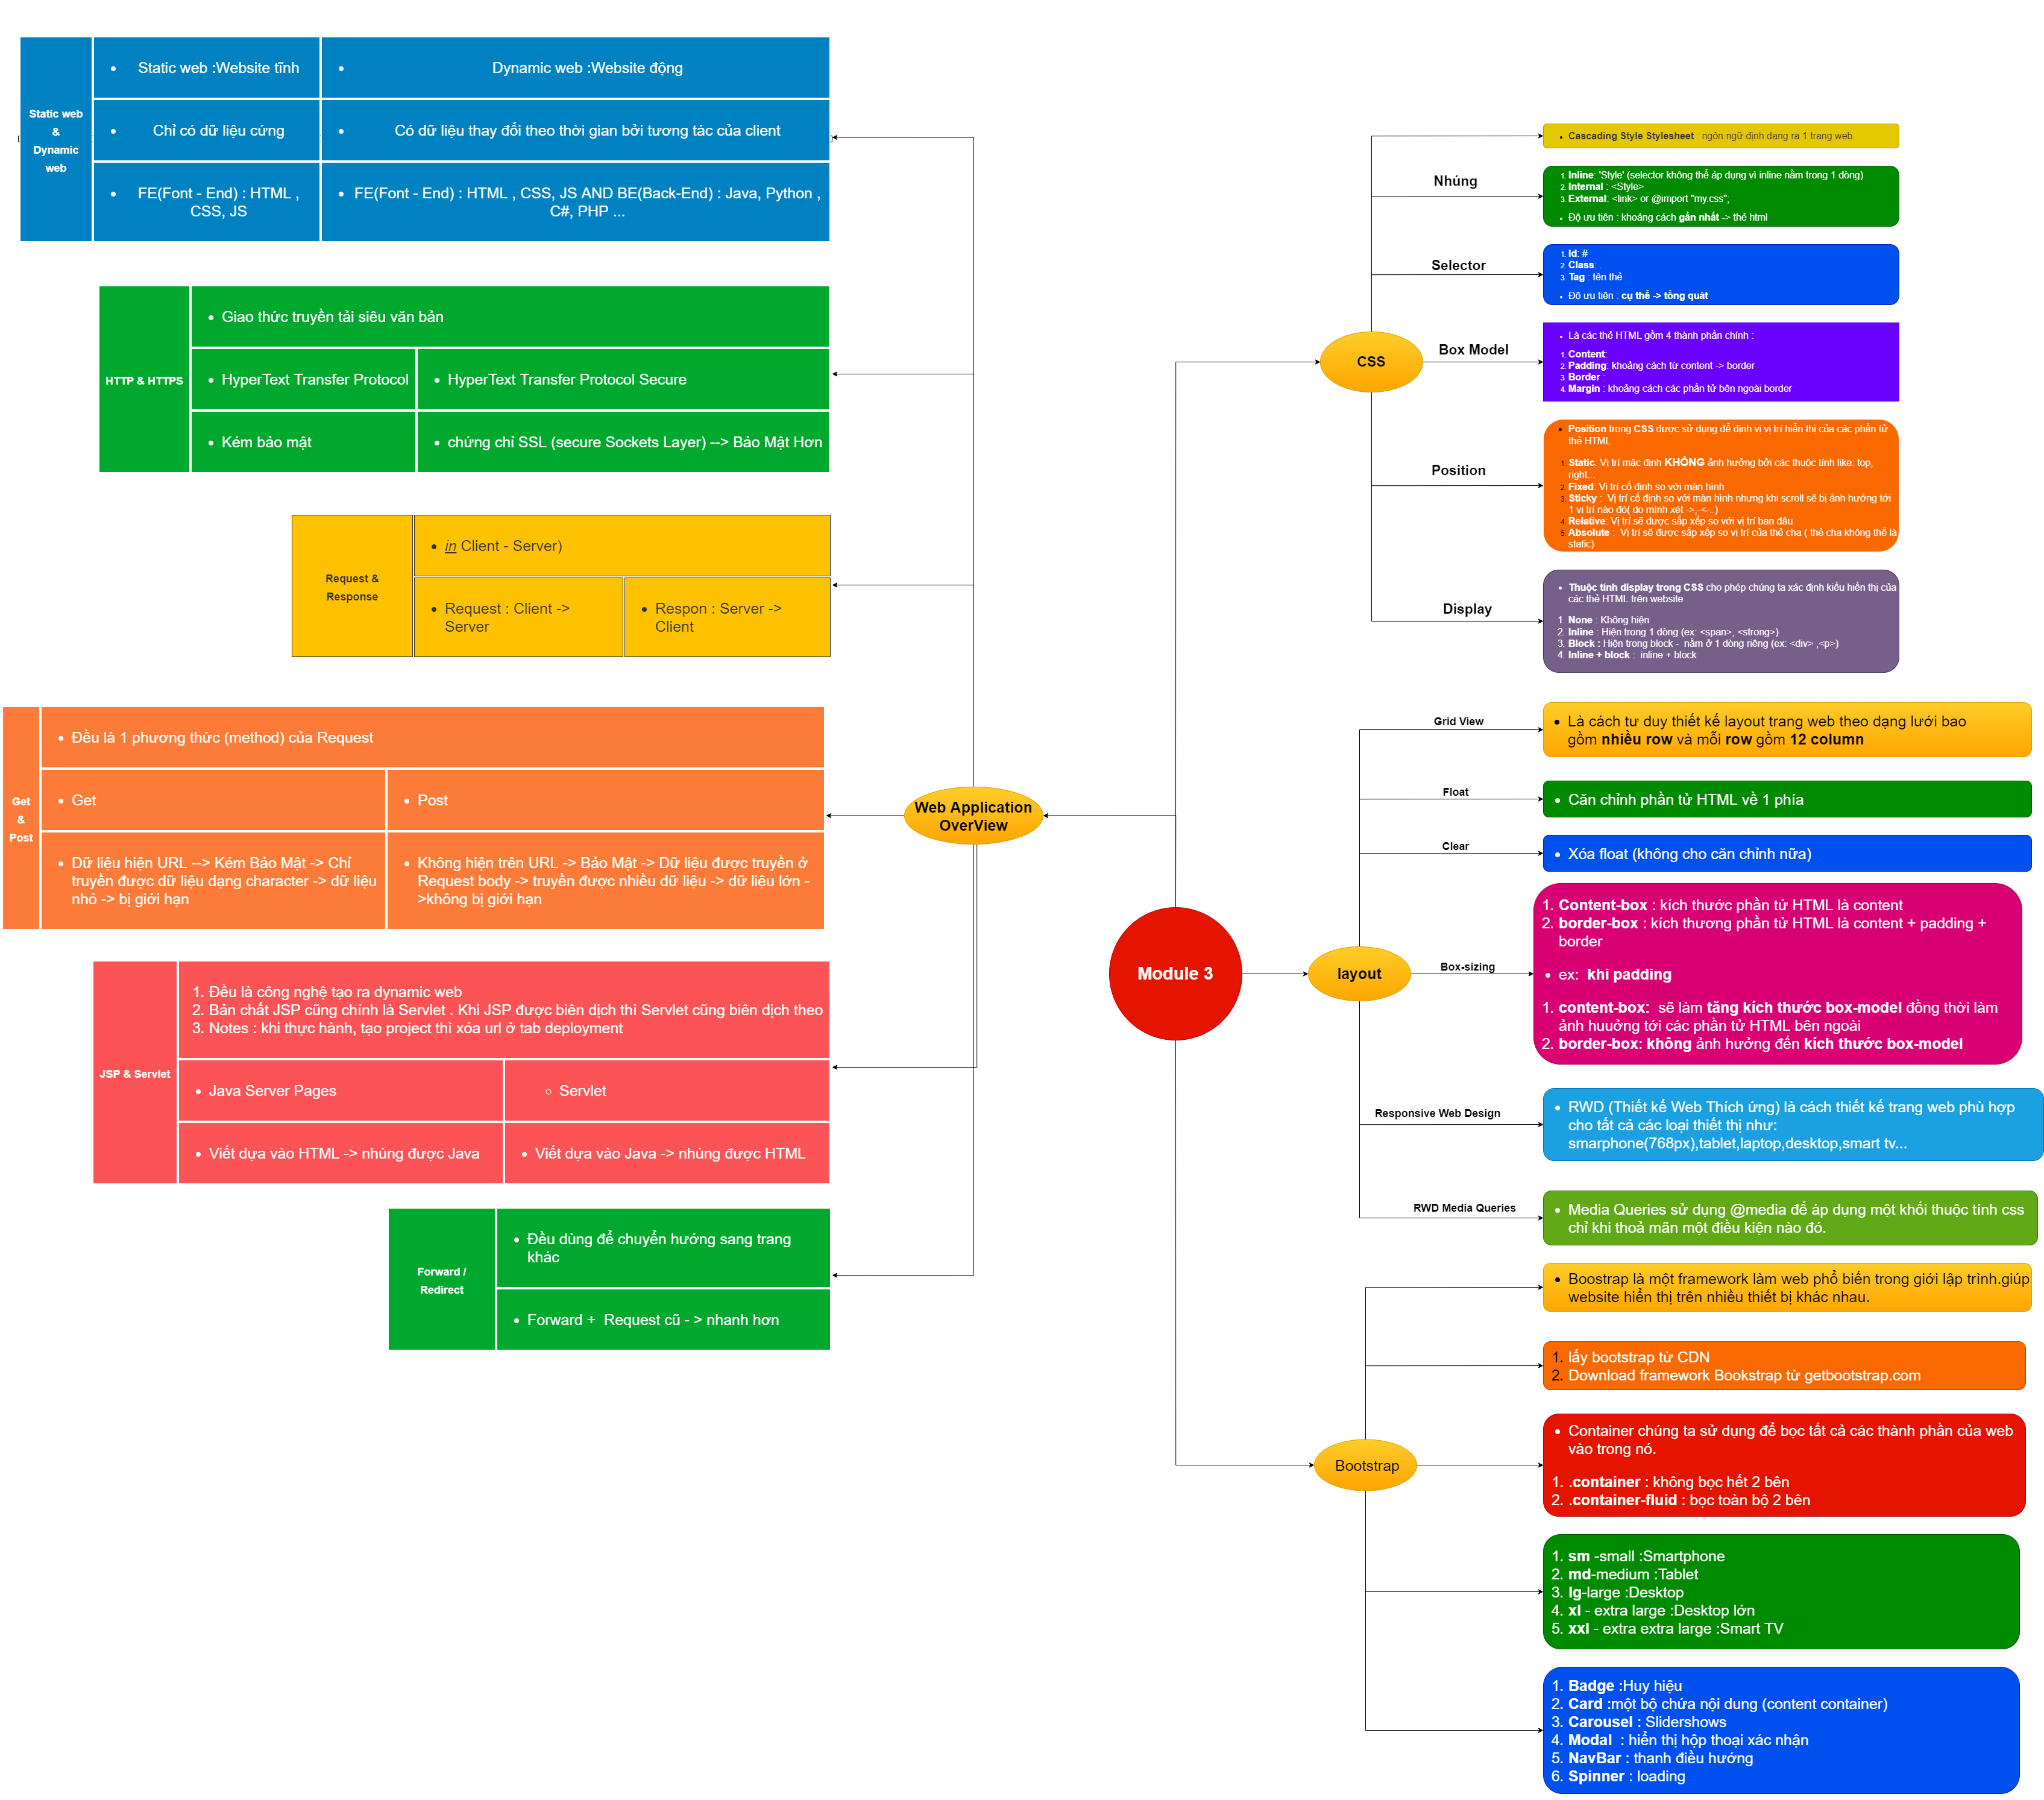 Static web
&
Dynamic
web
Static web :Website tĩnh
Dynamic web :Website động
Chỉ có dữ liệu cứng
Có dữ liệu thay đổi theo thời gian bởi tương tác của client
FE(Font - End) : HTML ,
CSS, JS
FE(Font - End) : HTML , CSS, JS AND BE(Back-End) : Java, Python ,
C#, PHP ...
HTTP & HTTPS
Giao thức truyền tải siêu văn bản
HyperText Transfer Protocol
HyperText Transfer Protocol Secure
Kém bảo mật
chứng chỉ SSL (secure Sockets Layer) --> Bảo Mật Hơn
Request &
Response
in Client - Server)
Request : Client ->
Server
Respon : Server ->
Client
Get
&
Post
Đều là 1 phương thức (method) của Request
Get
Post
Dữ liệu hiện URL --> Kém Bảo Mật -> Chỉ
truyền được dữ liệu dạng character -> dữ liệu
nhỏ -> bị giới hạn
Không hiện trên URL -> Bảo Mật -> Dữ liệu được truyền ở
Request body -> truyền được nhiều dữ liệu -> dữ liệu lớn -
>không bị giới hạn
JSP & Servlet
1. Đều là công nghệ tạo ra dynamic web
2. Bản chất JSP cũng chính là Servlet . Khi JSP được biên dịch thì Servlet cũng biên dịch theo
3. Notes : khi thực hành, tạo project thì xóa url ở tab deployment
Java Server Pages
Servlet
Viết dựa vào HTML -> nhúng được Java
Viết dựa vào Java -> nhúng được HTML
Forward /
Redirect
Đều dùng để chuyển hướng sang trang
khác
Forward + Request cũ - > nhanh hơn
Web Application
OverView
Module 3
CSS
Cascading Style Stylesheet : ngôn ngữ định dạng ra 1 trang web
Nhúng
1. Inline: 'Style' (selector không thể áp dụng vì inline nằm trong 1 dòng)
2. Internal : <Style>
3. External: <link> or @import "my.css";
Độ ưu tiên : khoảng cách gần nhất -> thẻ html
Selector
1. Id: #
2. Class: .
3. Tag : tên thẻ
Độ ưu tiên : cụ thể -> tổng quát
Box Model
Là các thẻ HTML gồm 4 thành phần chính :
1. Content:
2. Padding: khoảng cách từ content -> border
3. Border :
4. Margin : khoảng cách các phần tử bên ngoài border
Position
Position trong CSS được sử dụng để định vị vị trí hiển thị của các phần tử
thẻ HTML
1. Static: Vị trí mặc định KHÔNG ảnh hưởng bởi các thuộc tính like: top,
right...
2. Fixed: Vị trí cố định so với màn hình
3. Sticky : Vị trí cố định so với màn hình nhưng khi scroll sẽ bị ảnh hưởng tới
1 vị trí nào đó( do mình xét ->,-<-..)
4. Relative: Vị trí sẽ được sắp xếp so với vị trí ban đâu
5. Absolute : Vị trí sẽ được sắp xếp so vị trí của thẻ cha ( thẻ cha không thể là
static)
Display
Thuộc tính display trong CSS cho phép chúng ta xác định kiểu hiển thị của
các thẻ HTML trên website
1. None : Không hiện
2. Inline : Hiện trong 1 dòng (ex: <span>, <strong>)
3. Block : Hiện trong block - nằm ở 1 dòng riêng (ex: <div> ,<p>)
4. Inline + block : inline + block
layout
Grid View
Là cách tư duy thiết kế layout trang web theo dạng lưới bao
gồm nhiều row và mỗi row gồm 12 column
Float
Căn chỉnh phần tử HTML về 1 phía
Clear
Xóa float (không cho căn chỉnh nữa)
Box-sizing
1. Content-box : kích thước phần tử HTML là content
2. border-box : kích thương phần tử HTML là content + padding +
border
ex: khi padding
1. content-box: sẽ làm tăng kích thước box-model đồng thời làm
ảnh huuởng tới các phần tử HTML bên ngoài
2. border-box: không ảnh hưởng đến kích thước box-model
Responsive Web Design
RWD (Thiết kế Web Thích ứng) là cách thiết kế trang web phù hợp
cho tất cả các loại thiết thị như:
smarphone(768px),tablet,laptop,desktop,smart tv...
RWD Media Queries
Media Queries sử dụng @media để áp dụng một khối thuộc tính css
chỉ khi thoả mãn một điều kiện nào đó.
Bootstrap
Boostrap là một framework làm web phổ biến trong giới lập trình.giúp
website hiển thị trên nhiều thiết bị khác nhau.
1. lấy bootstrap từ CDN
2. Download framework Bookstrap từ getbootstrap.com
Container chúng ta sử dụng để bọc tất cả các thành phần của web
vào trong nó.
1. .container : không bọc hết 2 bên
2. .container-fluid : bọc toàn bộ 2 bên
1. sm -small :Smartphone
2. md-medium :Tablet
3. lg-large :Desktop
4. xl - extra large :Desktop lớn
5. xxl - extra extra large :Smart TV
1. Badge :Huy hiệu
2. Card :một bộ chứa nội dung (content container)
3. Carousel : Slidershows
4. Modal : hiển thị hộp thoại xác nhận
5. NavBar : thanh điều hướng
6. Spinner : loading